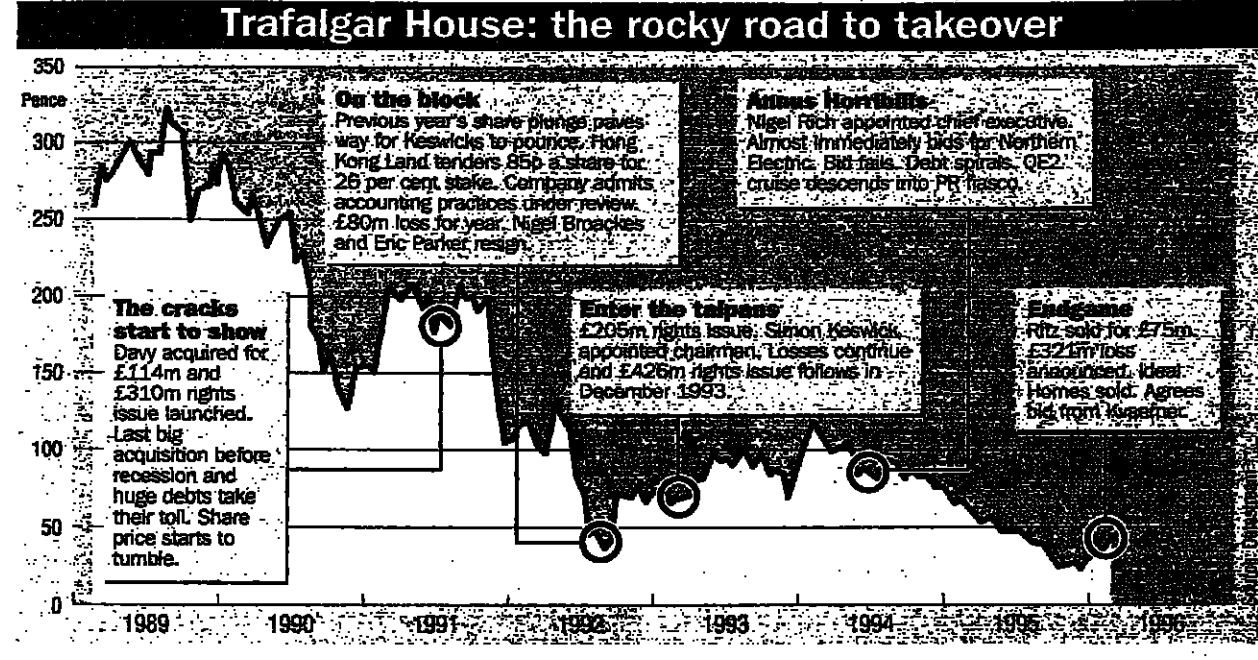 Trafalgar House: the rocky road to takeover
350
Pence
300
250
200
150
100
50
0
On the block
Previous year's share plunge paves
way for Keswicks to pounce. Hong
Kong Land tenders 85p a share for
26 per cent stake. Company admits
accounting practices under review.
£80m loss for year. Nigel Broackes
and Eric Parker resign.
Annus Horribilis
Nigel Rich appointed chief executive.
Almost immediately bids for Northern
Electric. Bid fails. Debt spirals. QE2
cruise descends into PR fiasco.
The cracks
start to show
Davy acquired for
£114m and
£310m rights
issue launched.
Last big
acquisition before
recession and
huge debts take
their toll. Share
price starts to
tumble.
Enter the taipans
£205m rights issue. Simon Keswick
appointed chairman. Losses continue
and £426m rights issue follows in
December 1993.
Endgame
Ritz sold for £75m.
£321m loss
announced. Ideal
Homes sold. Agrees
bid from Kvaerner.
1989 1990 1991 1992 1993 1994 1995 1996